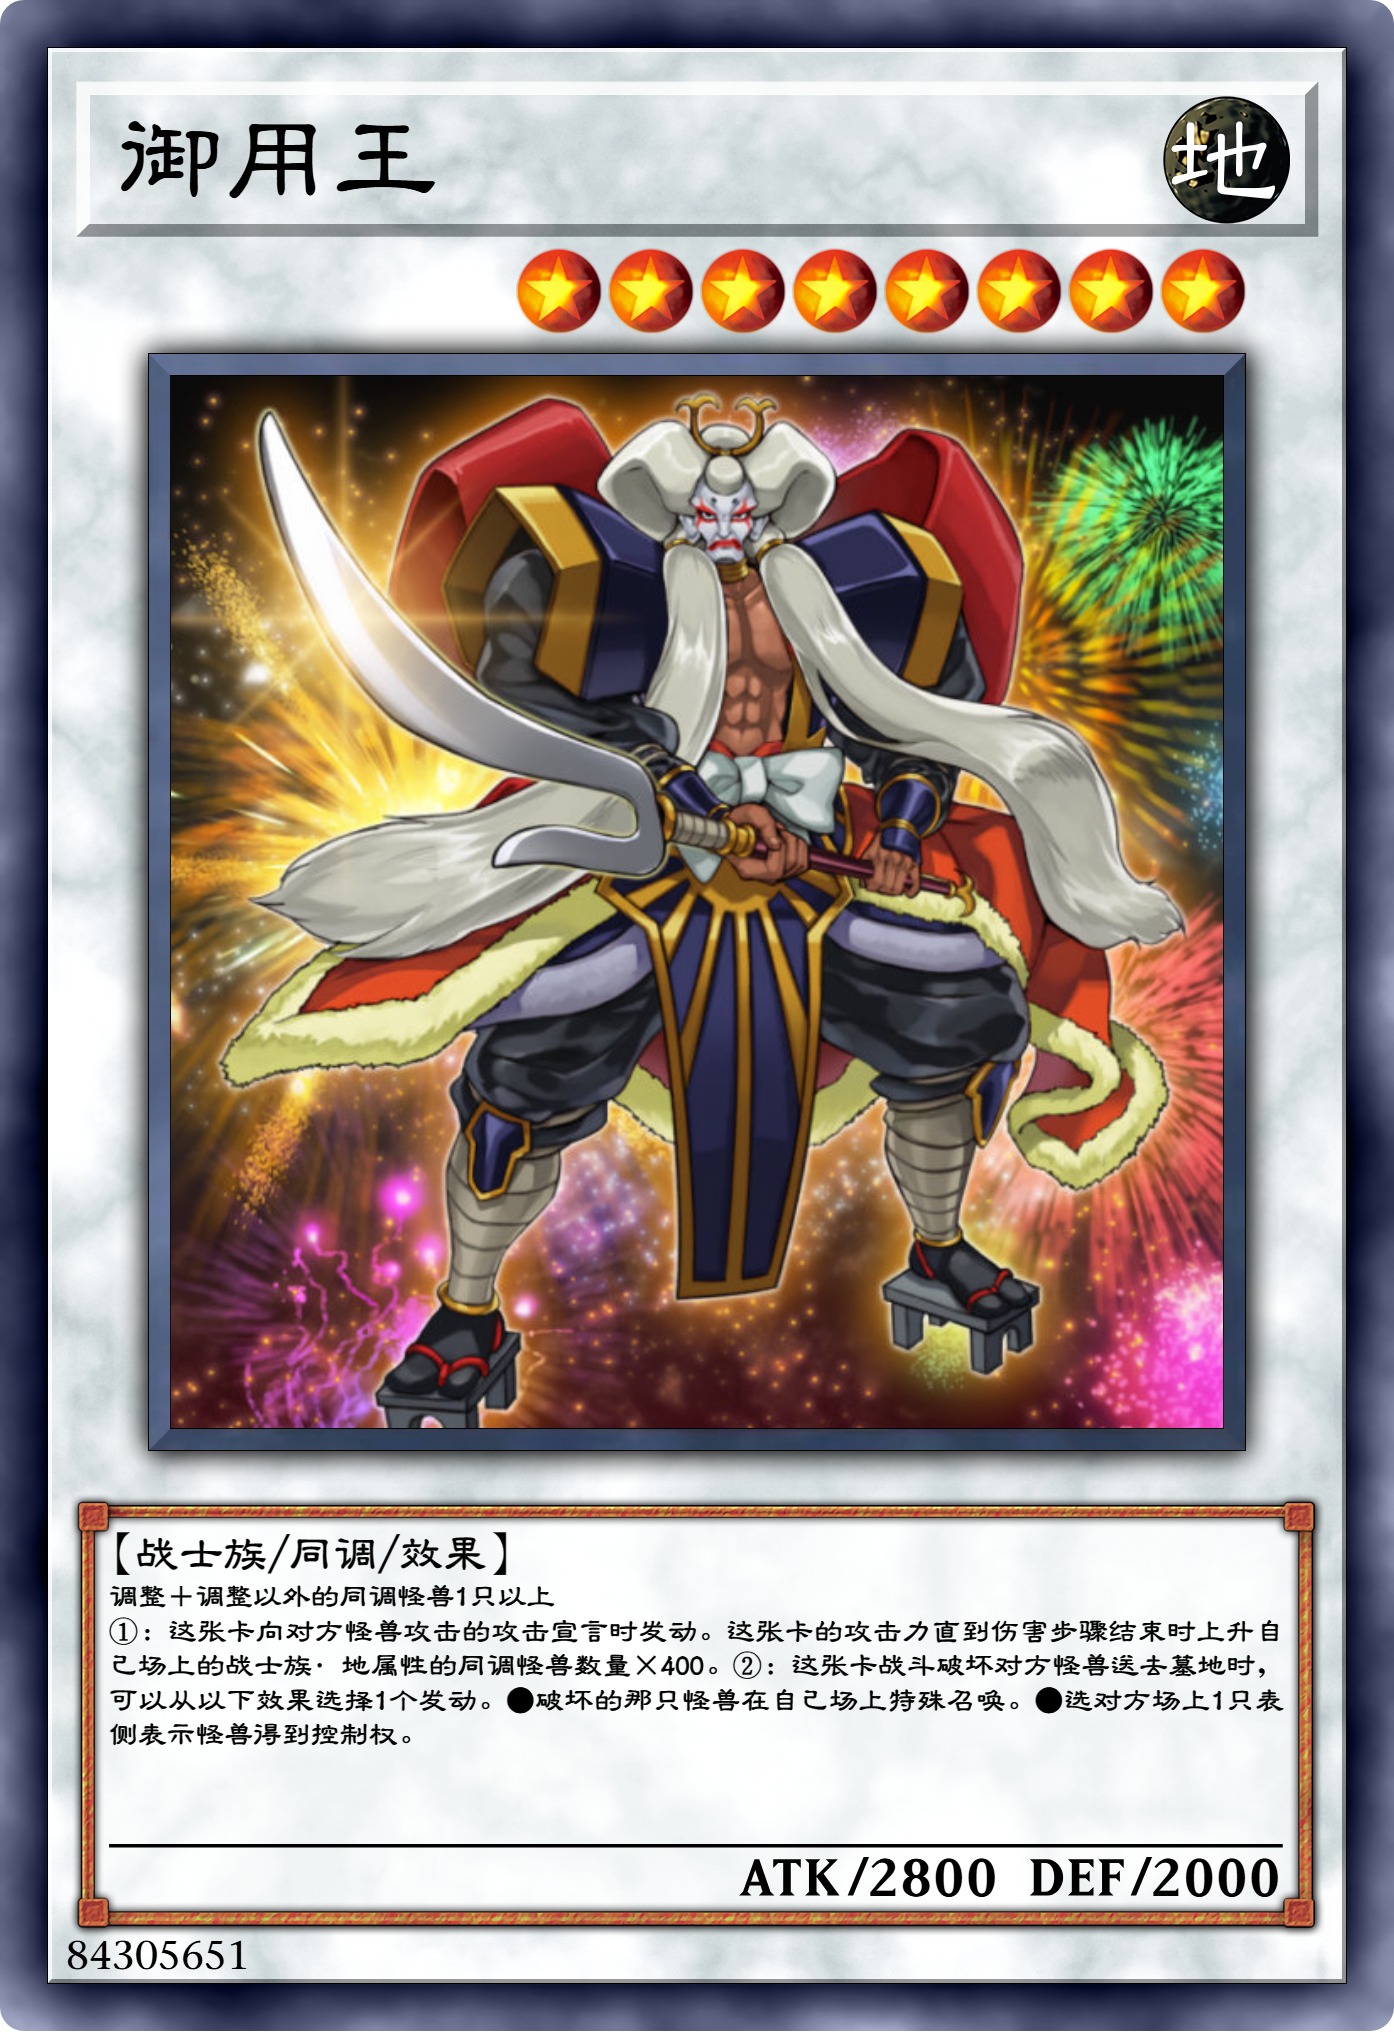 御用王
地
【战士族/同调/效果】
调整＋调整以外的同调怪兽1只以上
①：这张卡向对方怪兽攻击的攻击宣言时发动。这张卡的攻击力直到伤害步骤结束时上升自
己场上的战士族·地属性的同调怪兽数量×400。②：这张卡战斗破坏对方怪兽送去墓地时，
可以从以下效果选择1个发动。●破坏的那只怪兽在自己场上特殊召唤。●选对方场上1只表
侧表示怪兽得到控制权。
ATK/2800 DEF/2000
84305651